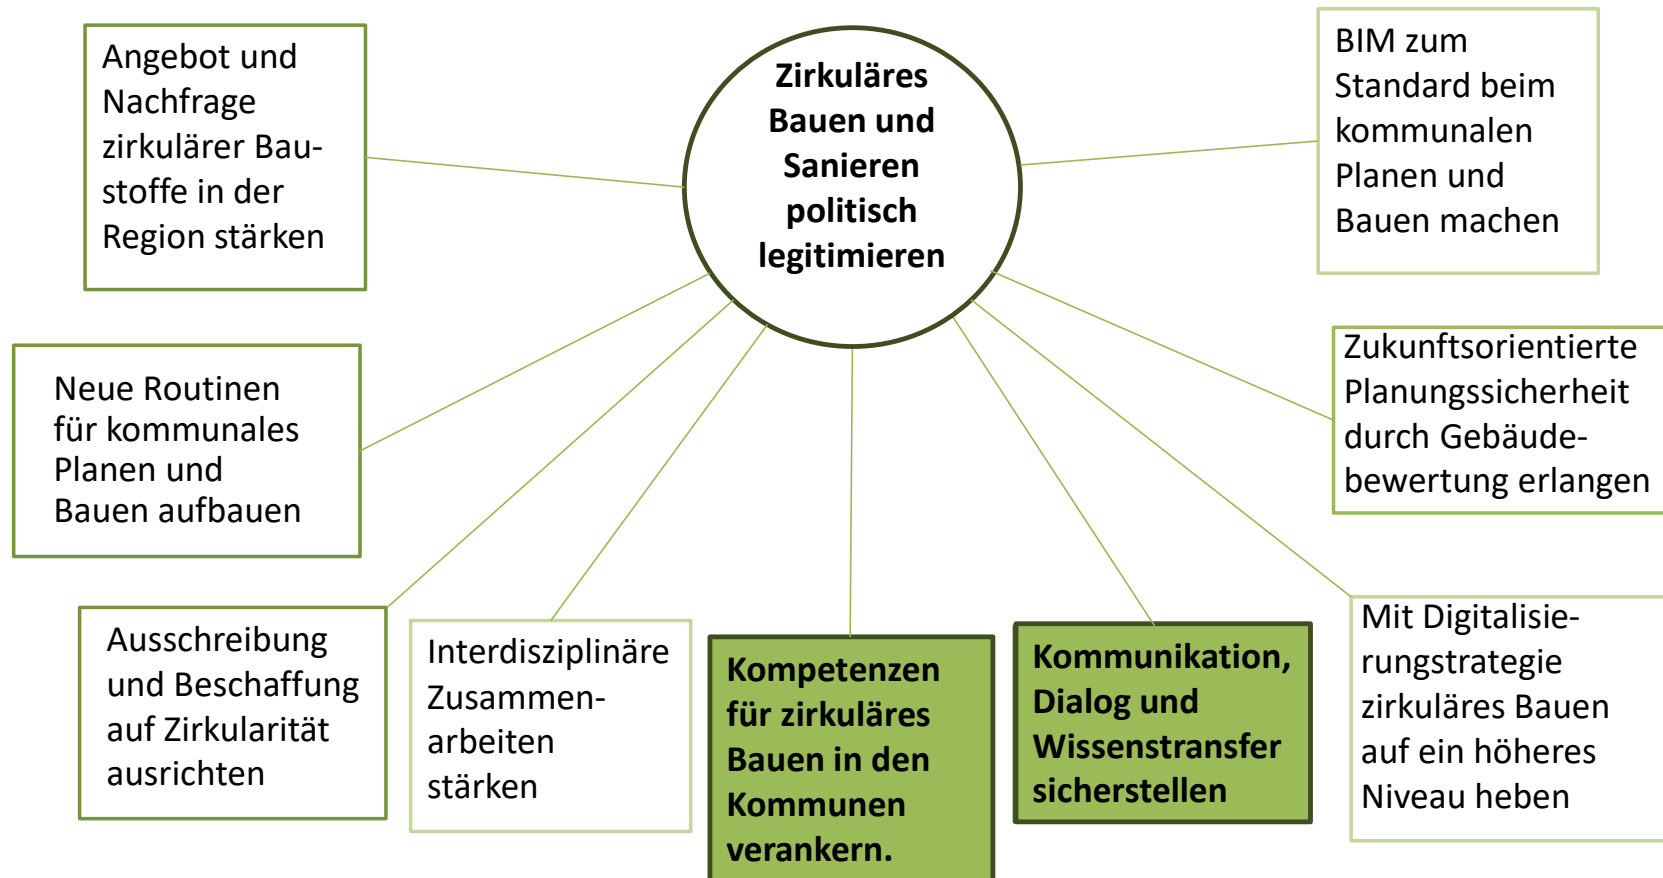 Angebot und
Nachfrage
zirkulärer Bau-
stoffe in der
Region stärken
Zirkuläres
Bauen und
Sanieren
politisch
legitimieren
BIM zum
Standard beim
kommunalen
Planen und
Bauen machen
Neue Routinen
für kommunales
Planen und
Bauen aufbauen
Zukunftsorientierte
Planungssicherheit
durch Gebäude-
bewertung erlangen
Ausschreibung
und Beschaffung
auf Zirkularität
ausrichten
Interdisziplinäre
Zusammen-
arbeiten
stärken
Kompetenzen
für zirkuläres
Bauen in den
Kommunen
verankern.
Kommunikation,
Dialog und
Wissenstransfer
sicherstellen
Mit Digitalisie-
rungstrategie
zirkuläres Bauen
auf ein höheres
Niveau heben